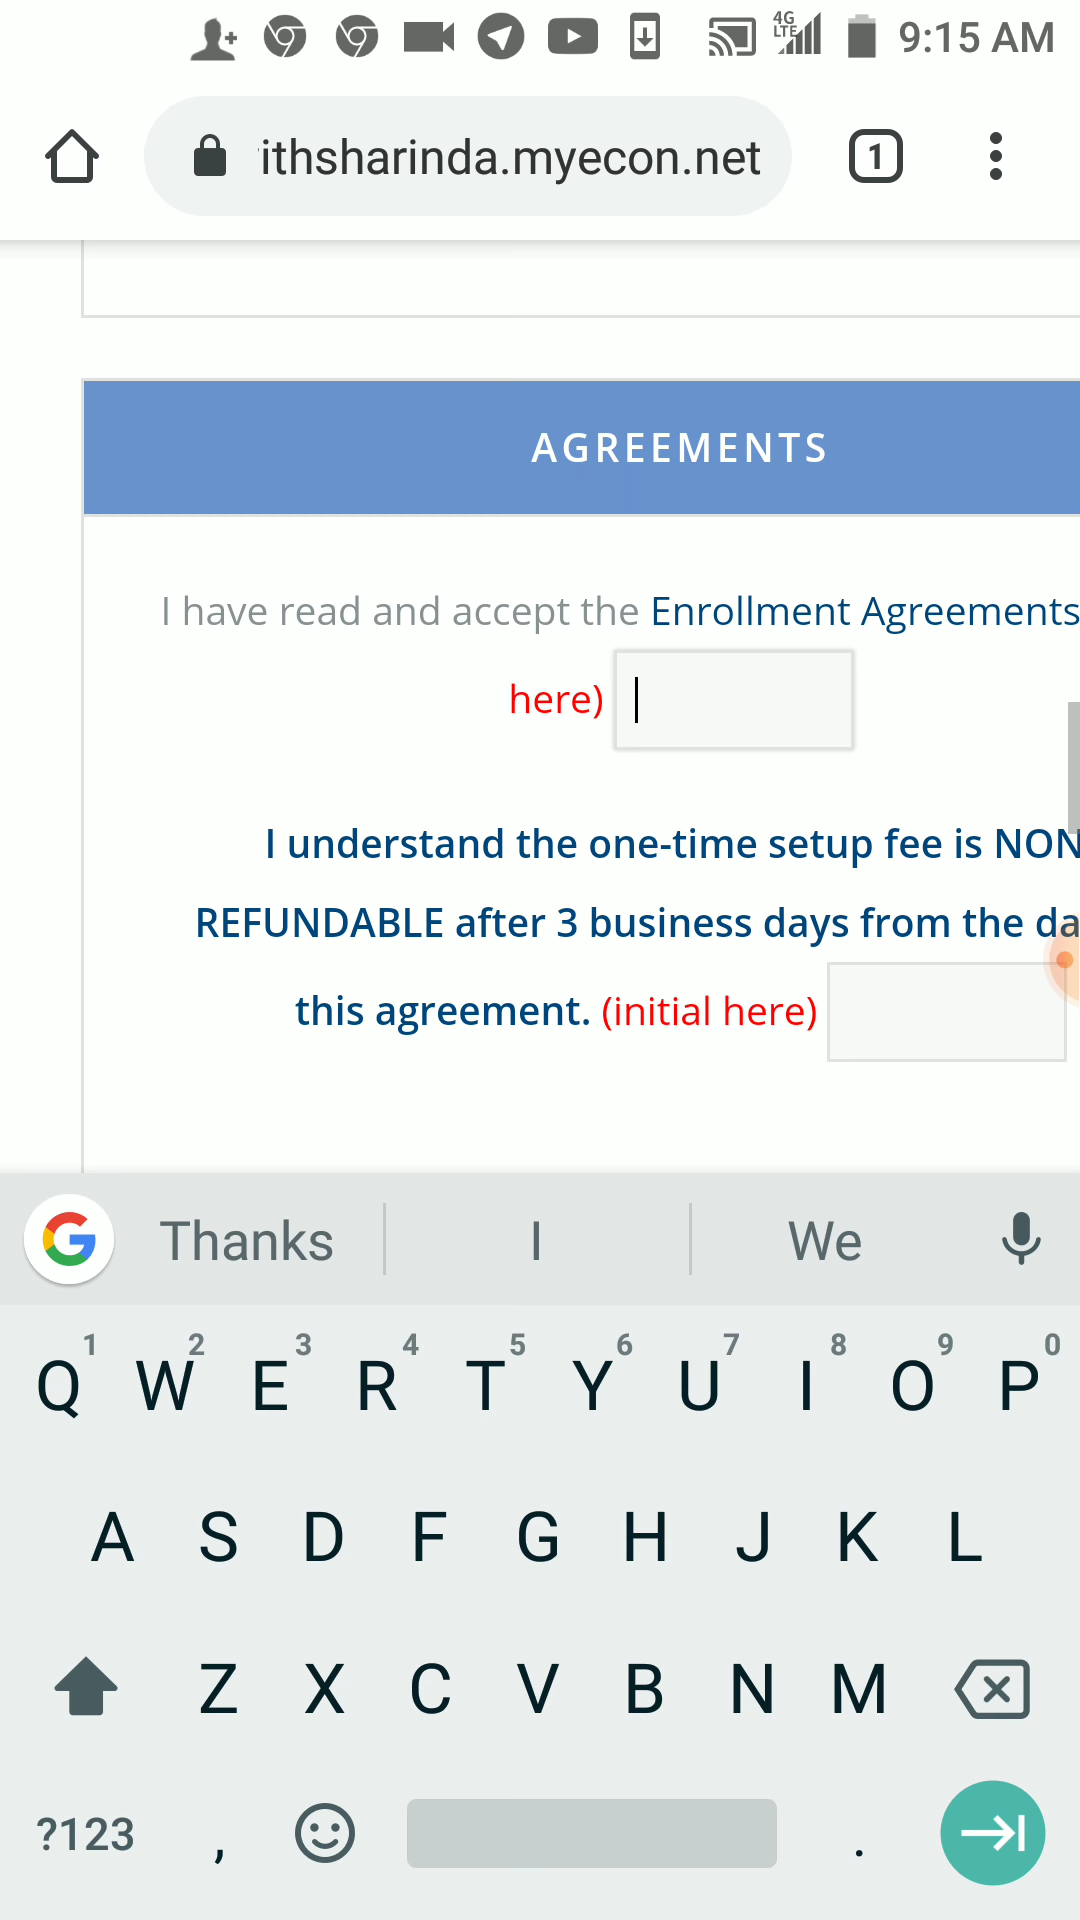 4G LTE 9:15 AM
ithsharinda.myecon.net 1
AGREEMENTS
I have read and accept the Enrollment Agreements
here)
I understand the one-time setup fee is NON
REFUNDABLE after 3 business days from the da
this agreement. (initial here)
G Thanks I We
1 2 3 4 5 6 7 8 9 0
Q W E R T Y U I O P
A S D F G H J K L
Z X C V B N M
?123 , .